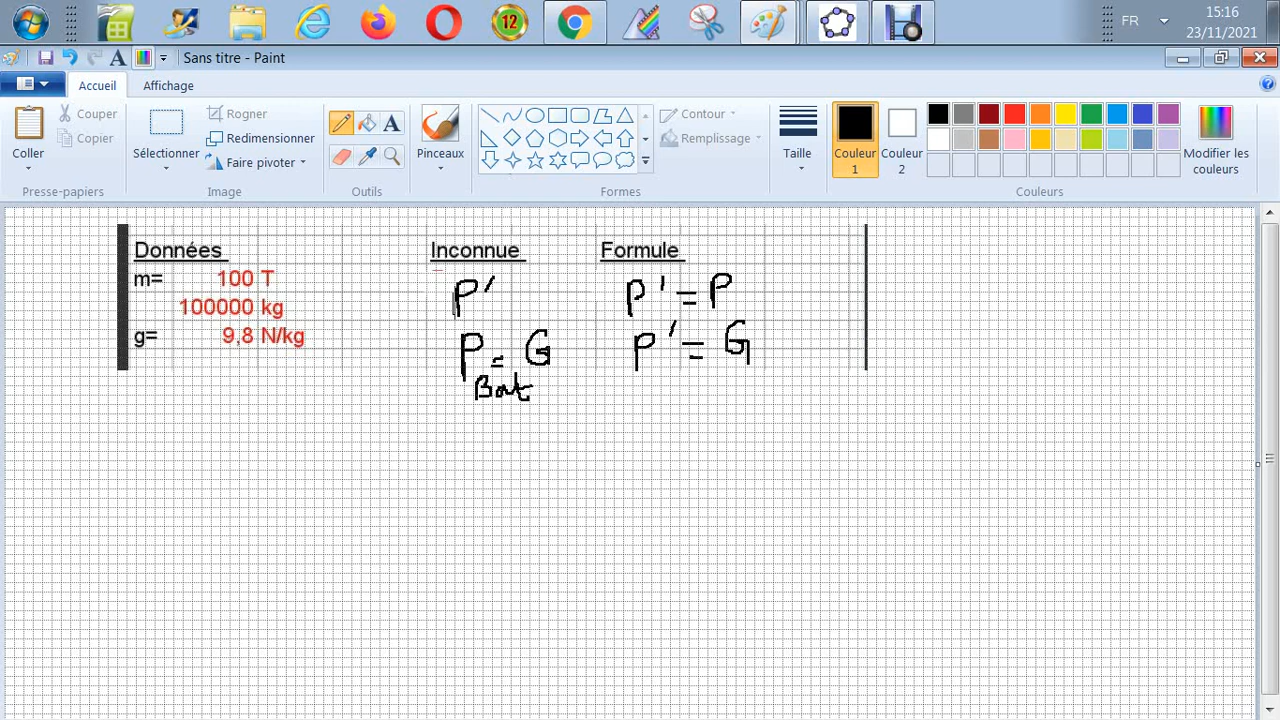 12
FR
15:16
23/11/2021
Sans titre - Paint
Accueil
Affichage
Coller
Couper
Copier
Presse-papiers
Sélectionner
Rogner
Redimensionner
Faire pivoter
Image
Outils
Pinceaux
Contour
Remplissage
Formes
Taille
Couleur 1
Couleur 2
Modifier les couleurs
Couleurs
Données Inconnue Formule
m= 100 T P' P' = P
100000 kg
g= 9,8 N/kg P = G P' = G
Bat